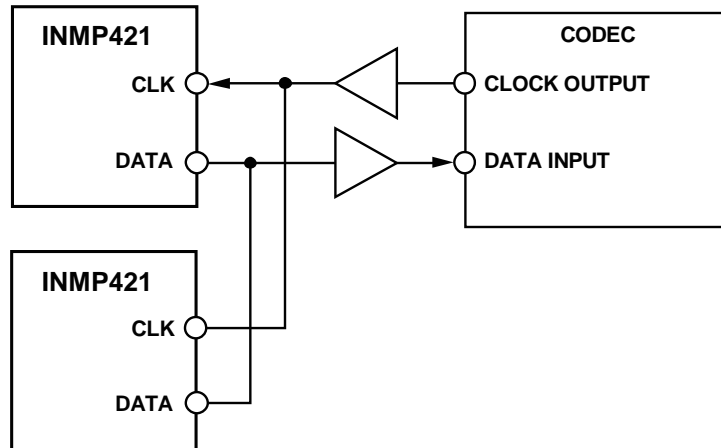 INMP421
CLK
DATA
CODEC
CLOCK OUTPUT
DATA INPUT
INMP421
CLK
DATA